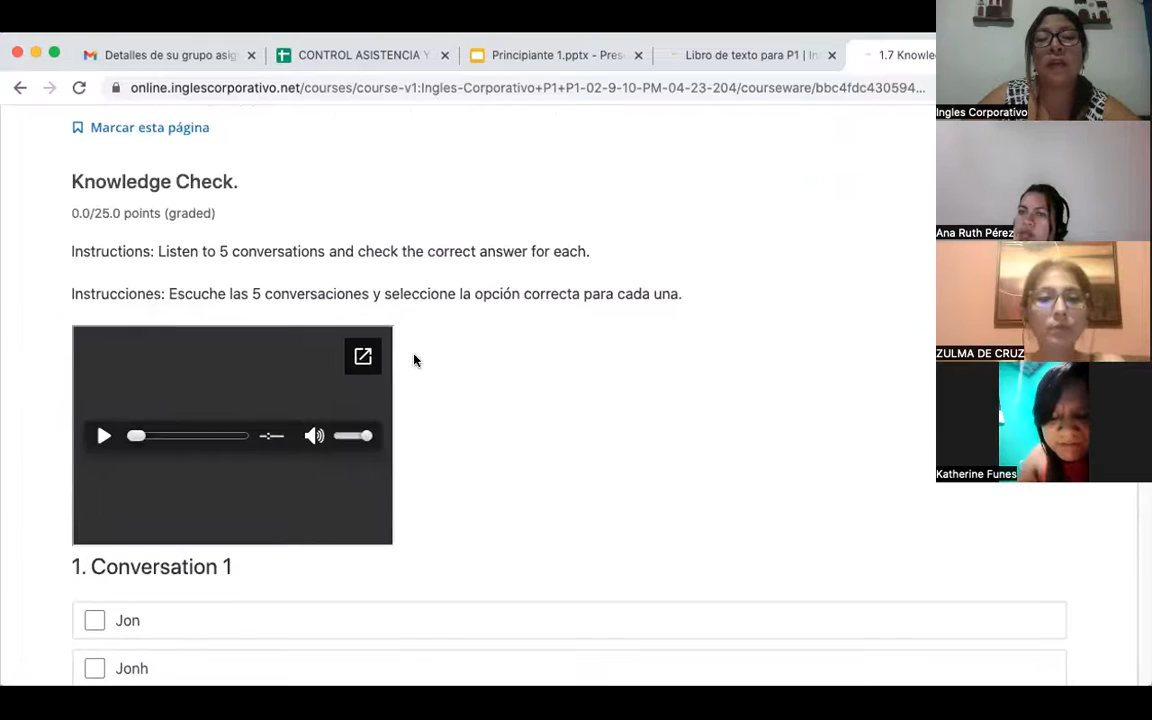 Detalles de su grupo asig
CONTROL ASISTENCIA Y
Principiante 1.pptx - Pres
Libro de texto para P1 | In
1.7 Knowle
online.inglescorporativo.net/courses/course-v1:Ingles-Corporativo+P1+P1-02-9-10-PM-04-23-204/courseware/bbc4fdc430594...
Marcar esta página
Knowledge Check.
0.0/25.0 points (graded)
Instructions: Listen to 5 conversations and check the correct answer for each.
Instrucciones: Escuche las 5 conversaciones y seleccione la opción correcta para cada una.
1. Conversation 1
Jon
Jonh
Ingles Corporativo
Ana Ruth Pérez
ZULMA DE CRUZ
Katherine Funes